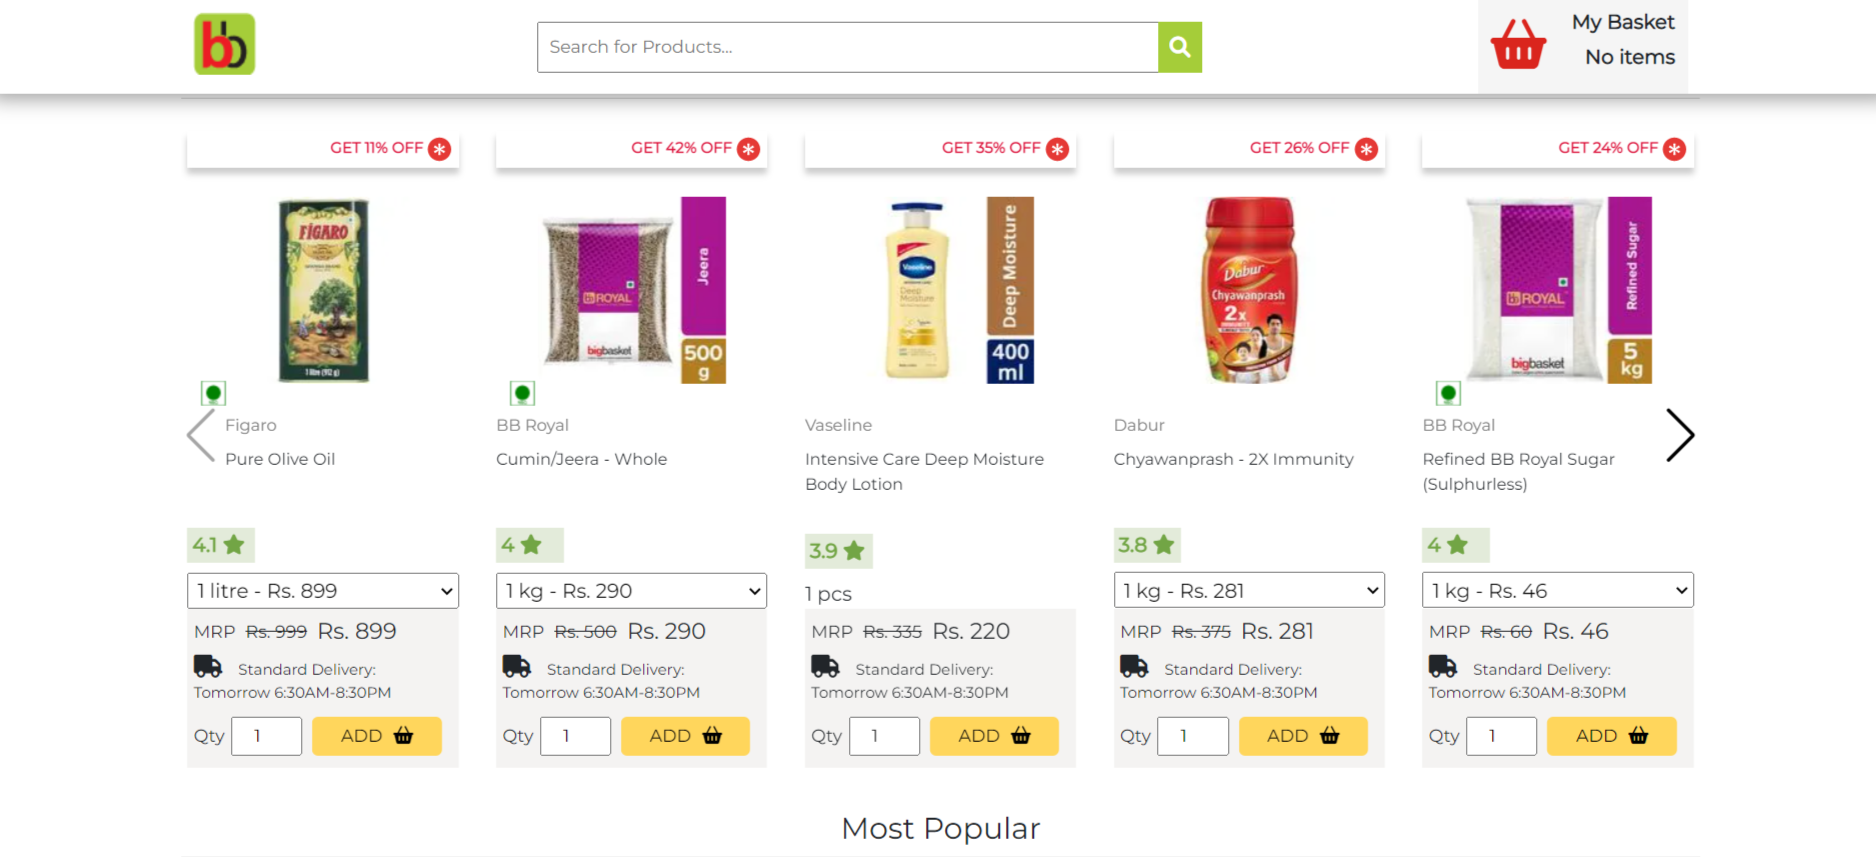 bb
Search for Products...
My Basket
No items
GET 11% OFF
GET 42% OFF
GET 35% OFF
GET 26% OFF
GET 24% OFF
FIGARO
1 litre (912 g)
bb ROYAL
bigbasket
Jeera
500
g
Vaseline
Deep
Moisture
Deep Moisture
400
ml
Dabur
Chyawanprash
2x
IMMUNITY
bb ROYAL
bigbasket
Refined Sugar
5
kg
Figaro
Pure Olive Oil
4.1
1 litre - Rs. 899
MRP Rs. 999 Rs. 899
Standard Delivery:
Tomorrow 6:30AM-8:30PM
Qty 1 ADD
BB Royal
Cumin/Jeera - Whole
4
1 kg - Rs. 290
MRP Rs. 500 Rs. 290
Standard Delivery:
Tomorrow 6:30AM-8:30PM
Qty 1 ADD
Vaseline
Intensive Care Deep Moisture
Body Lotion
3.9
1 pcs
MRP Rs. 335 Rs. 220
Standard Delivery:
Tomorrow 6:30AM-8:30PM
Qty 1 ADD
Dabur
Chyawanprash - 2X Immunity
3.8
1 kg - Rs. 281
MRP Rs. 375 Rs. 281
Standard Delivery:
Tomorrow 6:30AM-8:30PM
Qty 1 ADD
BB Royal
Refined BB Royal Sugar
(Sulphurless)
4
1 kg - Rs. 46
MRP Rs. 60 Rs. 46
Standard Delivery:
Tomorrow 6:30AM-8:30PM
Qty 1 ADD
Most Popular